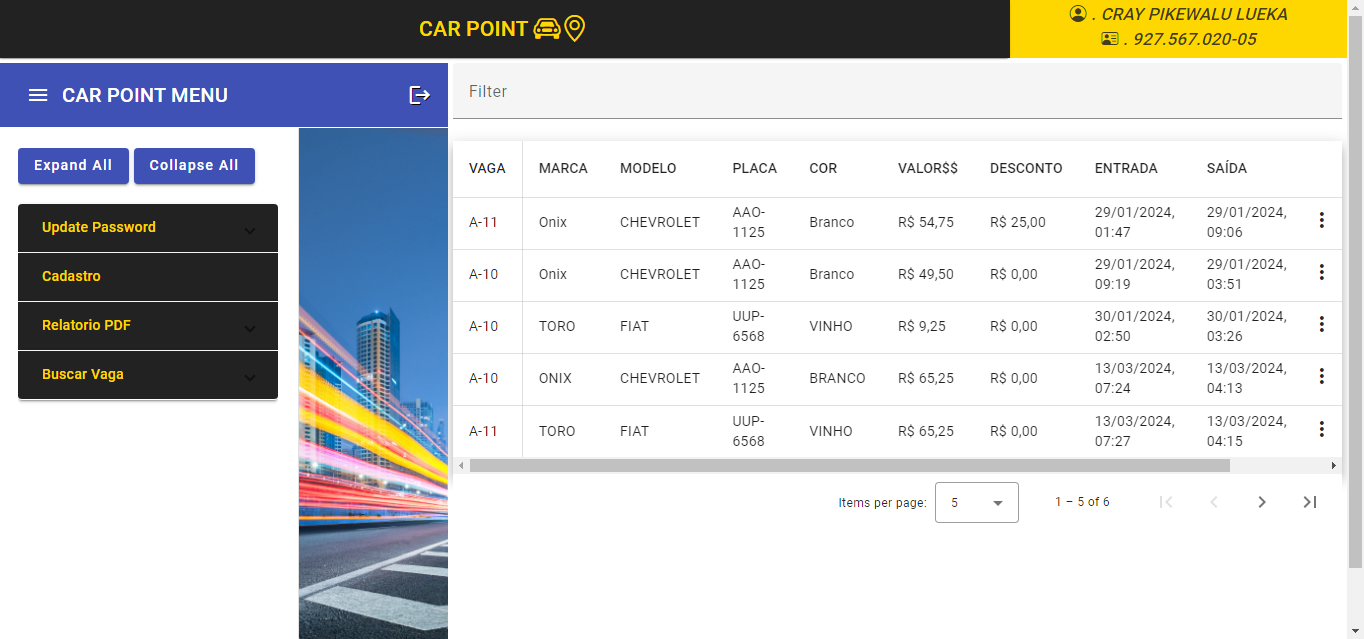 CAR POINT
. CRAY PIKEWALU LUEKA
. 927.567.020-05
CAR POINT MENU
Expand All Collapse All
Update Password
Cadastro
Relatorio PDF
Buscar Vaga
Filter
VAGA MARCA MODELO PLACA COR VALOR$$ DESCONTO ENTRADA SAÍDA
A-11 Onix CHEVROLET AAO-1125 Branco R$ 54,75 R$ 25,00 29/01/2024, 01:47 29/01/2024, 09:06
A-10 Onix CHEVROLET AAO-1125 Branco R$ 49,50 R$ 0,00 29/01/2024, 09:19 29/01/2024, 03:51
A-10 TORO FIAT UUP-6568 VINHO R$ 9,25 R$ 0,00 30/01/2024, 02:50 30/01/2024, 03:26
A-10 ONIX CHEVROLET AAO-1125 BRANCO R$ 65,25 R$ 0,00 13/03/2024, 07:24 13/03/2024, 04:13
A-11 TORO FIAT UUP-6568 VINHO R$ 65,25 R$ 0,00 13/03/2024, 07:27 13/03/2024, 04:15
Items per page: 5 1 – 5 of 6